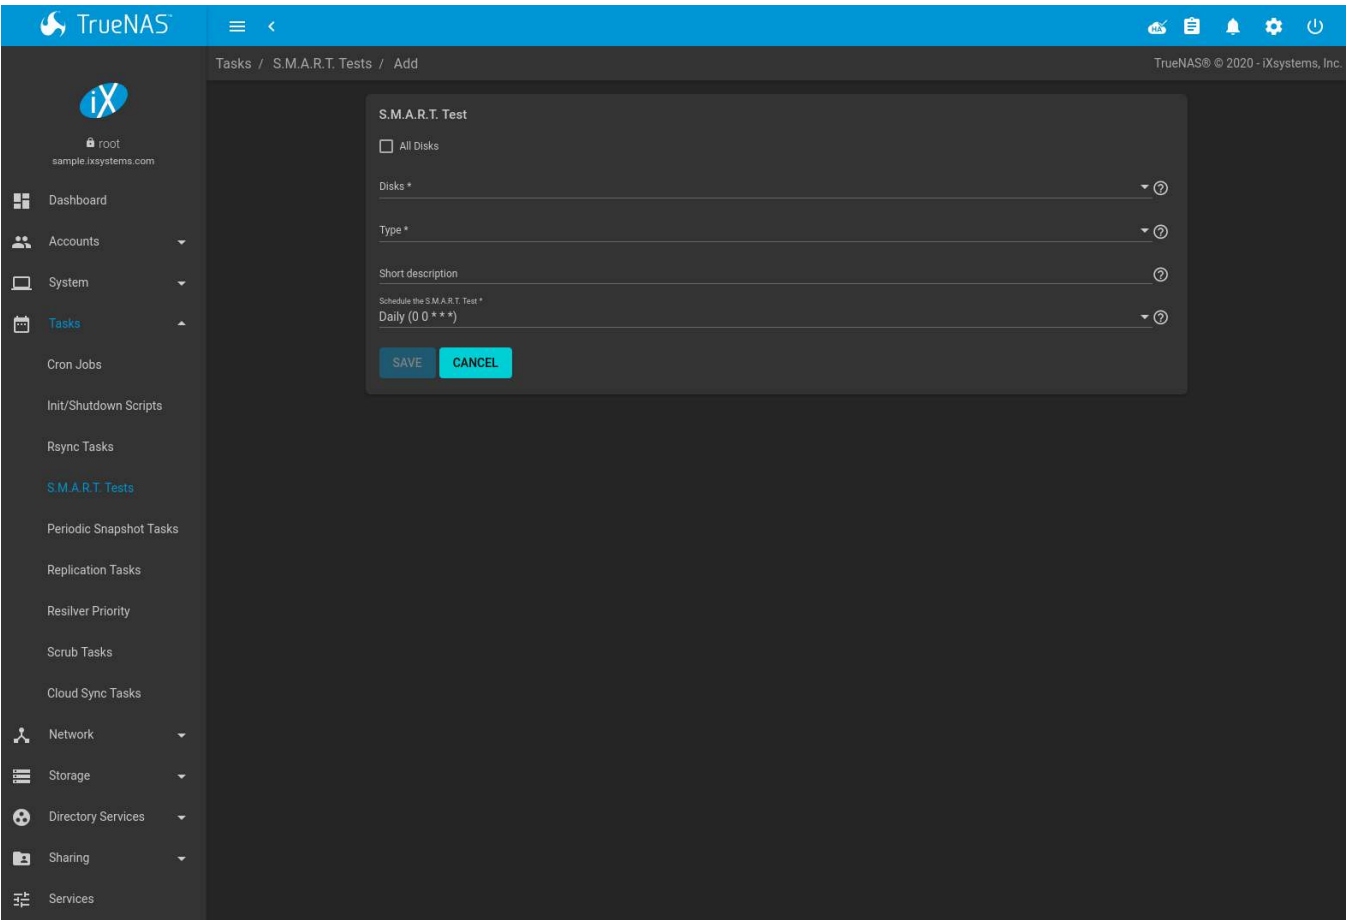 TrueNAS
HA
Tasks / S.M.A.R.T. Tests / Add
TrueNAS® © 2020 - iXsystems, Inc.
iX
root
sample.ixsystems.com
Dashboard
Accounts
System
Tasks
Cron Jobs
Init/Shutdown Scripts
Rsync Tasks
S.M.A.R.T. Tests
Periodic Snapshot Tasks
Replication Tasks
Resilver Priority
Scrub Tasks
Cloud Sync Tasks
Network
Storage
Directory Services
Sharing
Services
S.M.A.R.T. Test
All Disks
Disks *
Type *
Short description
Schedule the S.M.A.R.T. Test *
Daily (0 0 * * *)
SAVE CANCEL